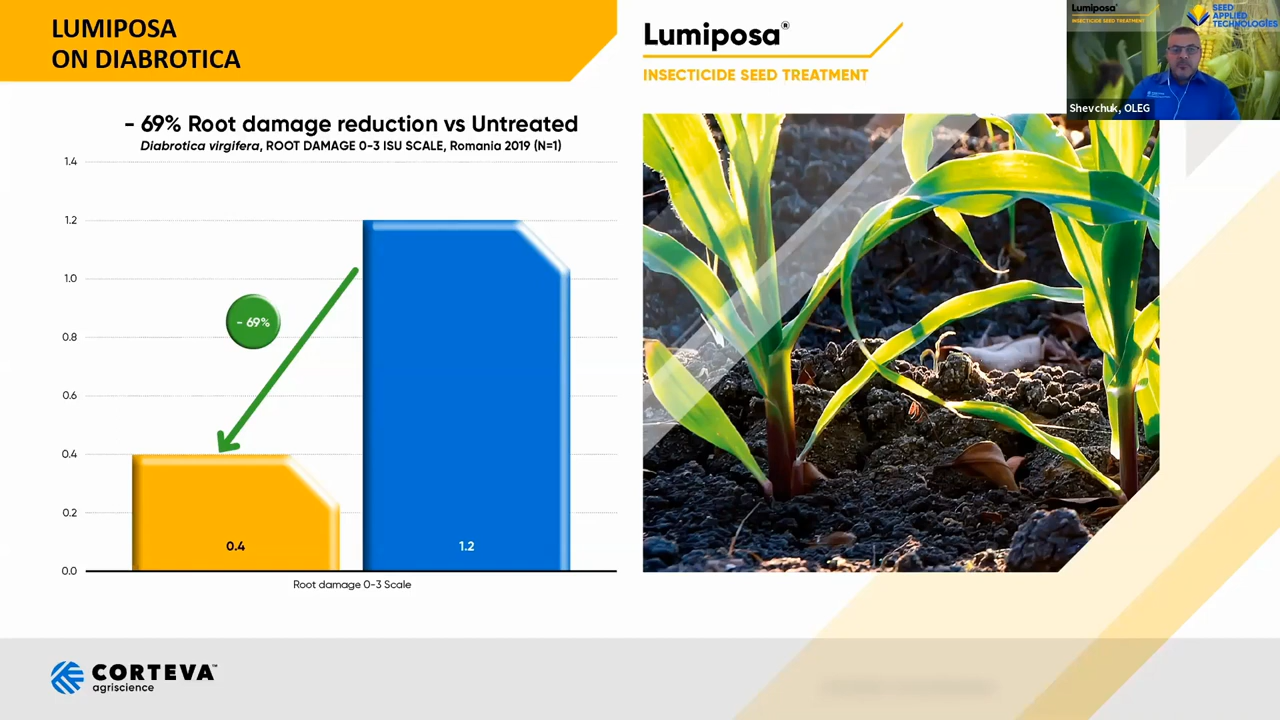 LUMIPOSA
ON DIABROTICA
- 69% Root damage reduction vs Untreated
Diabrotica virgifera, ROOT DAMAGE 0-3 ISU SCALE, Romania 2019 (N=1)
1.4
1.2
1.0
0.8
0.6
0.4
0.2
0.0
- 69%
0.4
1.2
Root damage 0-3 Scale
Lumiposa®
INSECTICIDE SEED TREATMENT
Lumiposa®
INSECTICIDE SEED TREATMENT
SEED
APPLIED
TECHNOLOGIES
Shevchuk, OLEG
CORTEVA™
agriscience